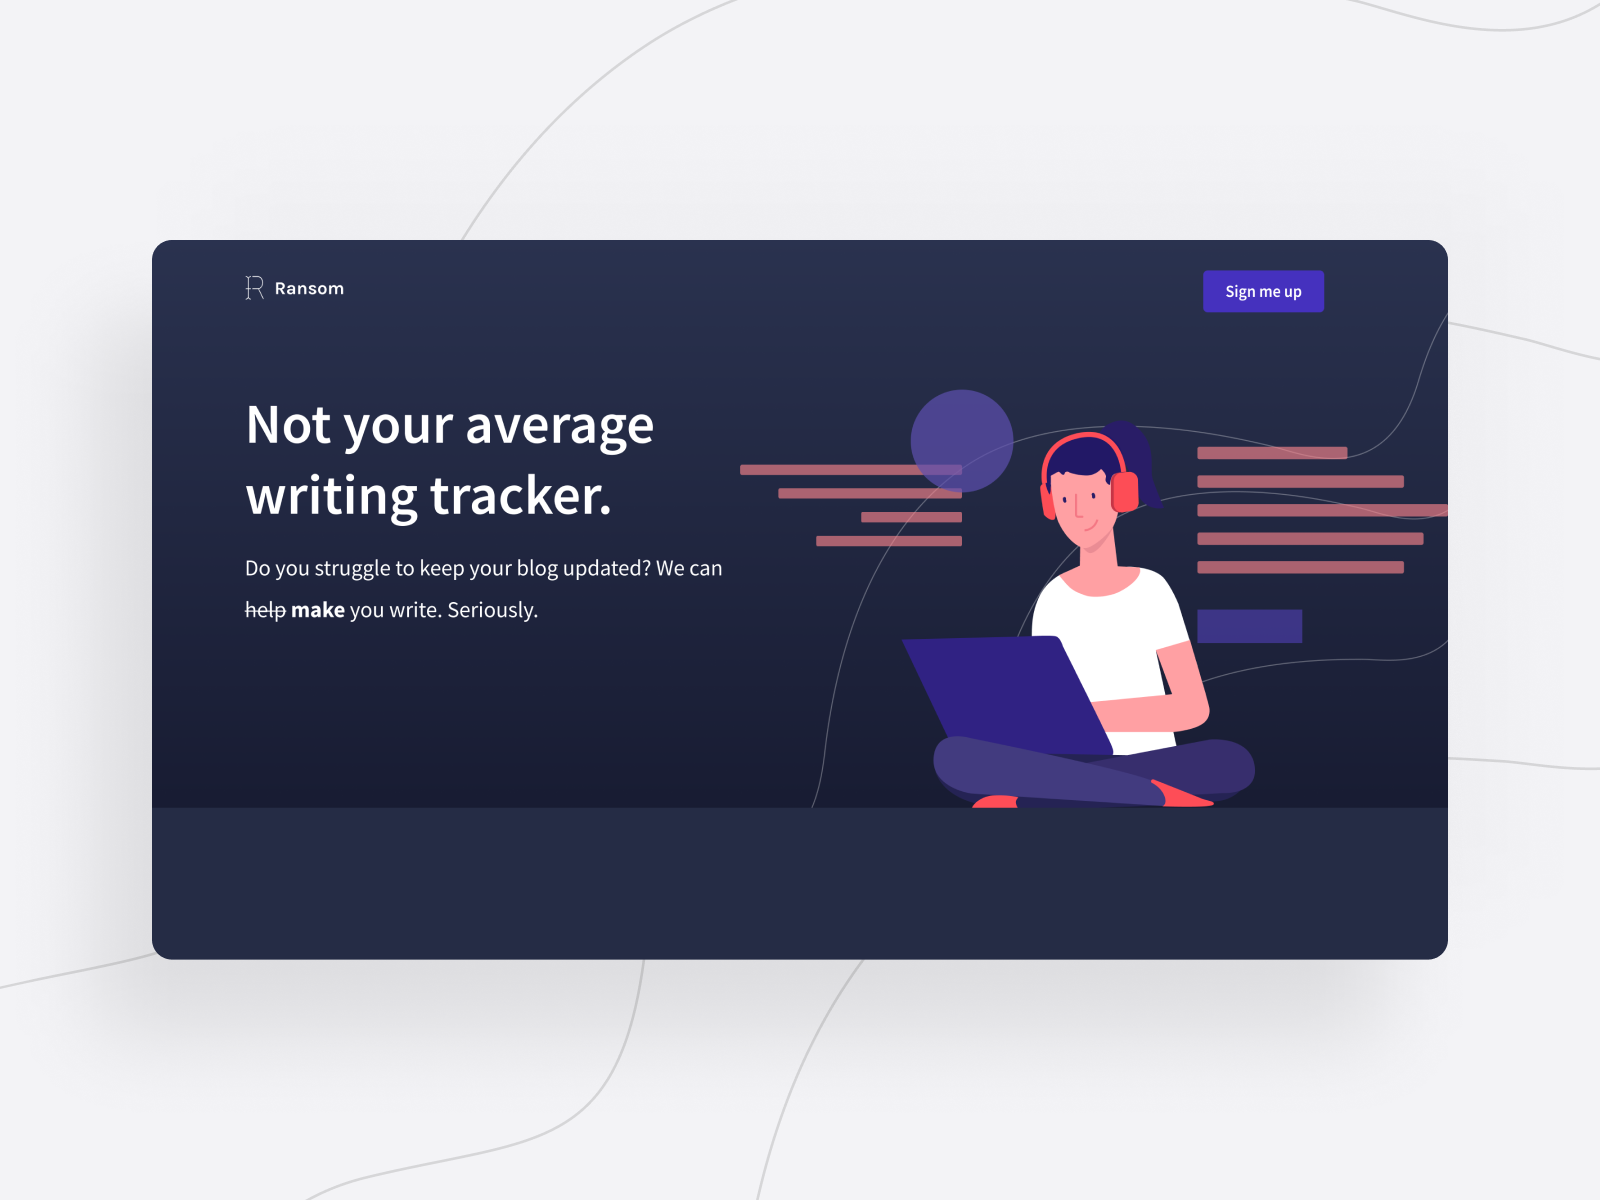 Ransom
Sign me up
Not your average
writing tracker.
Do you struggle to keep your blog updated? We can
help make you write. Seriously.